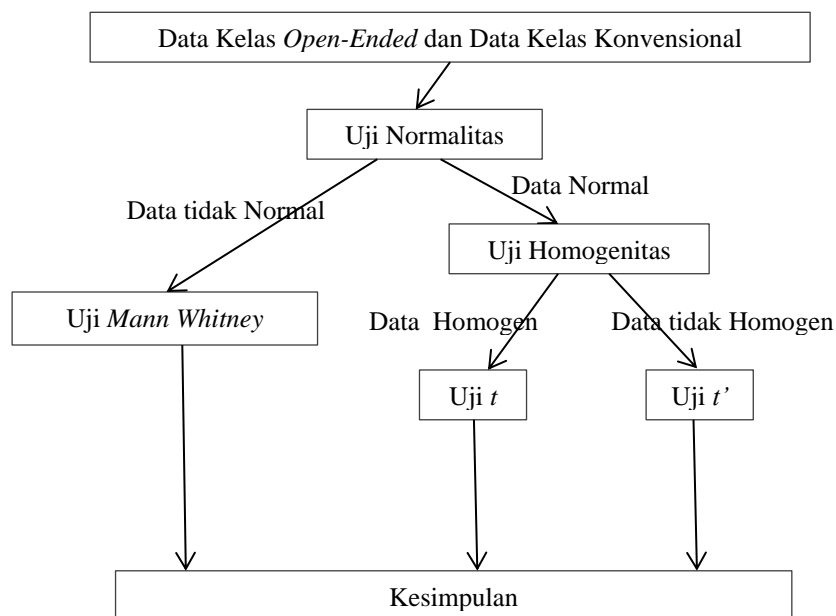 Data Kelas Open-Ended dan Data Kelas Konvensional
Uji Normalitas
Data Normal
Data tidak Normal
Uji Homogenitas
Uji Mann Whitney
Data Homogen
Data tidak Homogen
Uji t
Uji t’
Kesimpulan